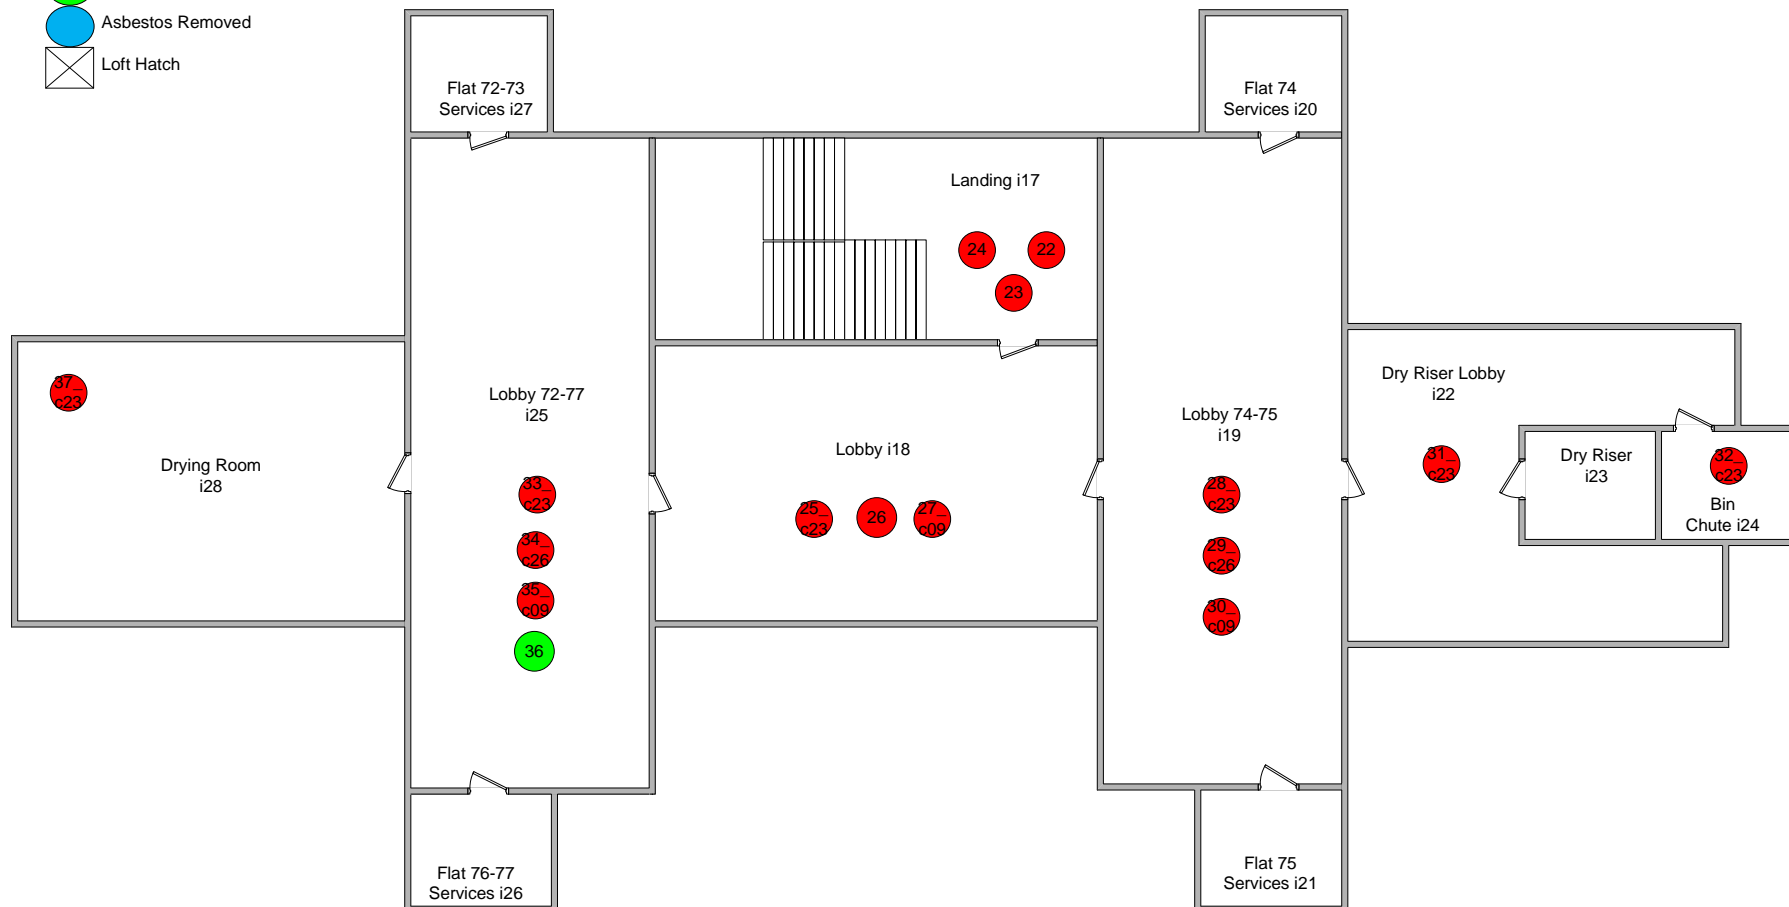 Asbestos Removed
Loft Hatch
Flat 72-73
Services i27
Flat 74
Services i20
Landing i17
24
22
23
37_
c23
Drying Room
i28
Lobby 72-77
i25
33_
c23
34_
c26
35_
c09
36
Lobby i18
25_
c23
26
27_
c09
Lobby 74-75
i19
28_
c23
29_
c26
30_
c09
Dry Riser Lobby
i22
31_
c23
Dry Riser
i23
32_
c23
Bin
Chute i24
Flat 76-77
Services i26
Flat 75
Services i21